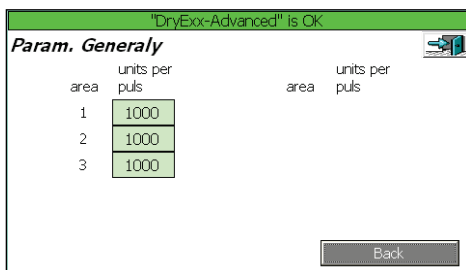 "DryExx-Advanced" is OK
Param. Generaly
units per
area puls
units per
area puls
1 1000
2 1000
3 1000
Back